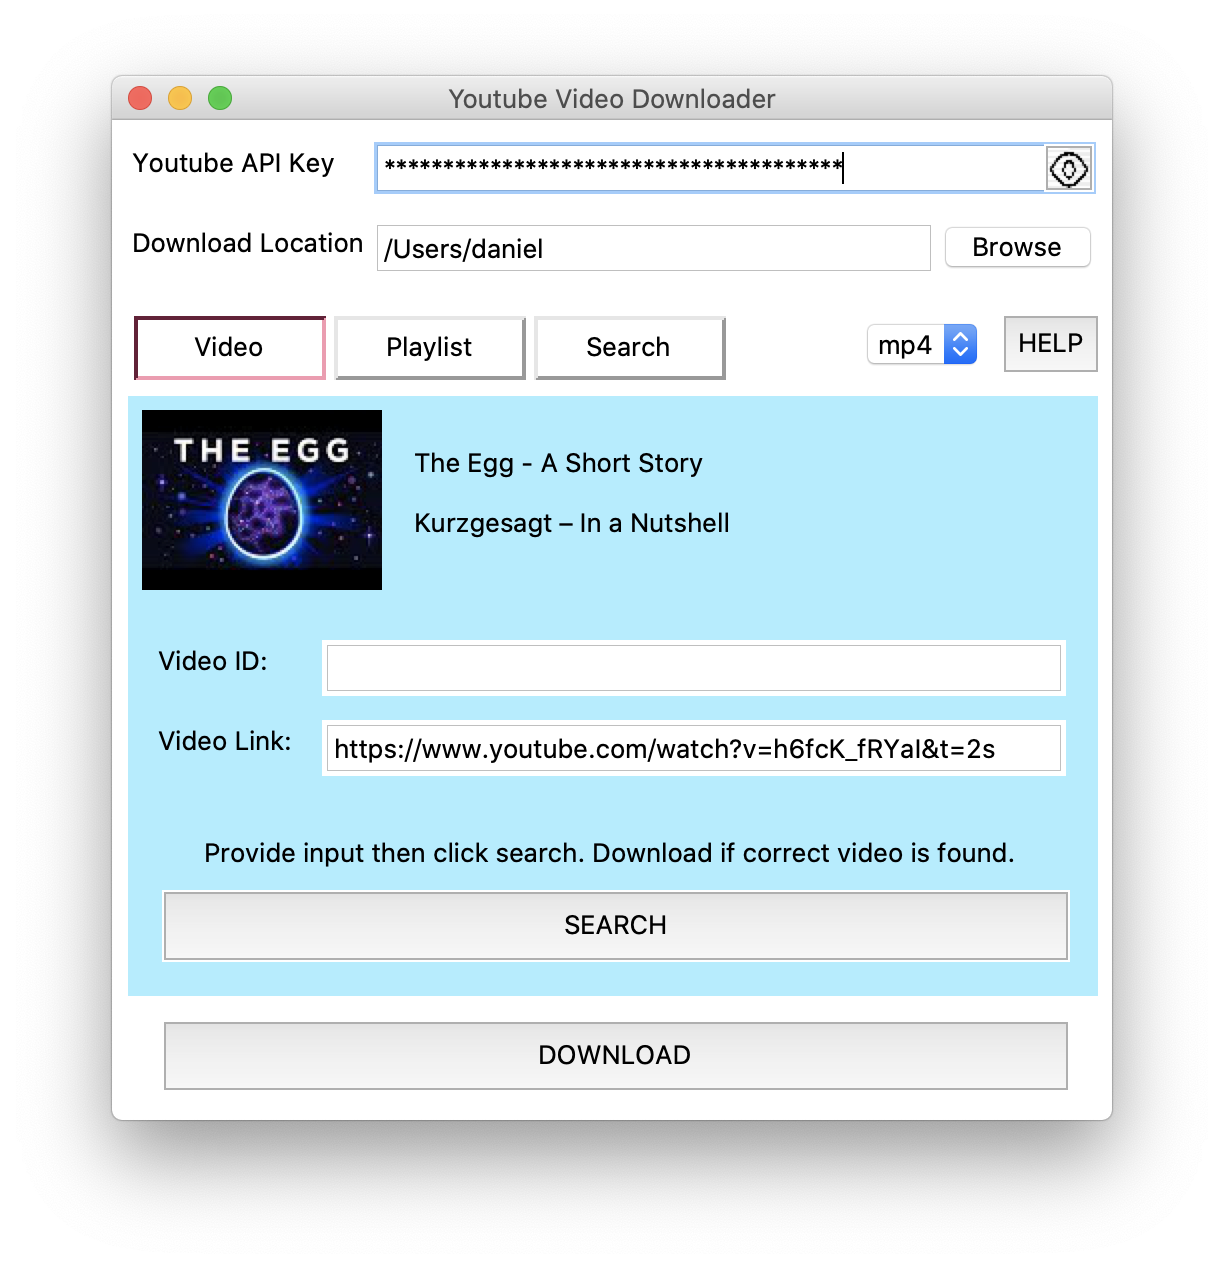 Youtube Video Downloader
Youtube API Key ***************************************
Download Location /Users/daniel Browse
Video Playlist Search mp4 HELP
THE EGG
The Egg - A Short Story
Kurzgesagt – In a Nutshell
Video ID:
Video Link: https://www.youtube.com/watch?v=h6fcK_fRYaI&t=2s
Provide input then click search. Download if correct video is found.
SEARCH
DOWNLOAD